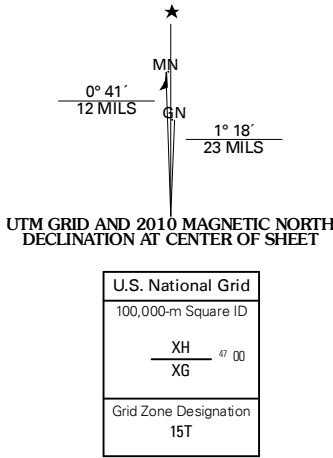 ★
MN
0° 41´
12 MILS
GN
1° 18´
23 MILS
UTM GRID AND 2010 MAGNETIC NORTH
DECLINATION AT CENTER OF SHEET
U.S. National Grid
100,000-m Square ID
XH
47 00
XG
Grid Zone Designation
15T